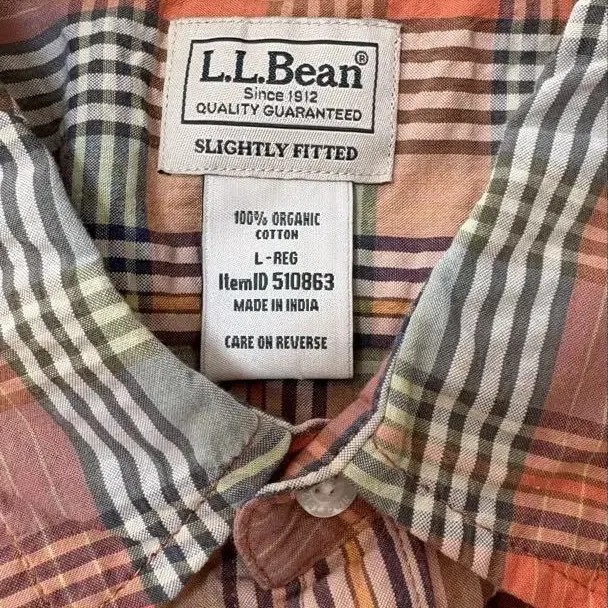 L.L.Bean®
Since 1912
QUALITY GUARANTEED
SLIGHTLY FITTED
100% ORGANIC
COTTON
L-REG
ItemID 510863
MADE IN INDIA
CARE ON REVERSE